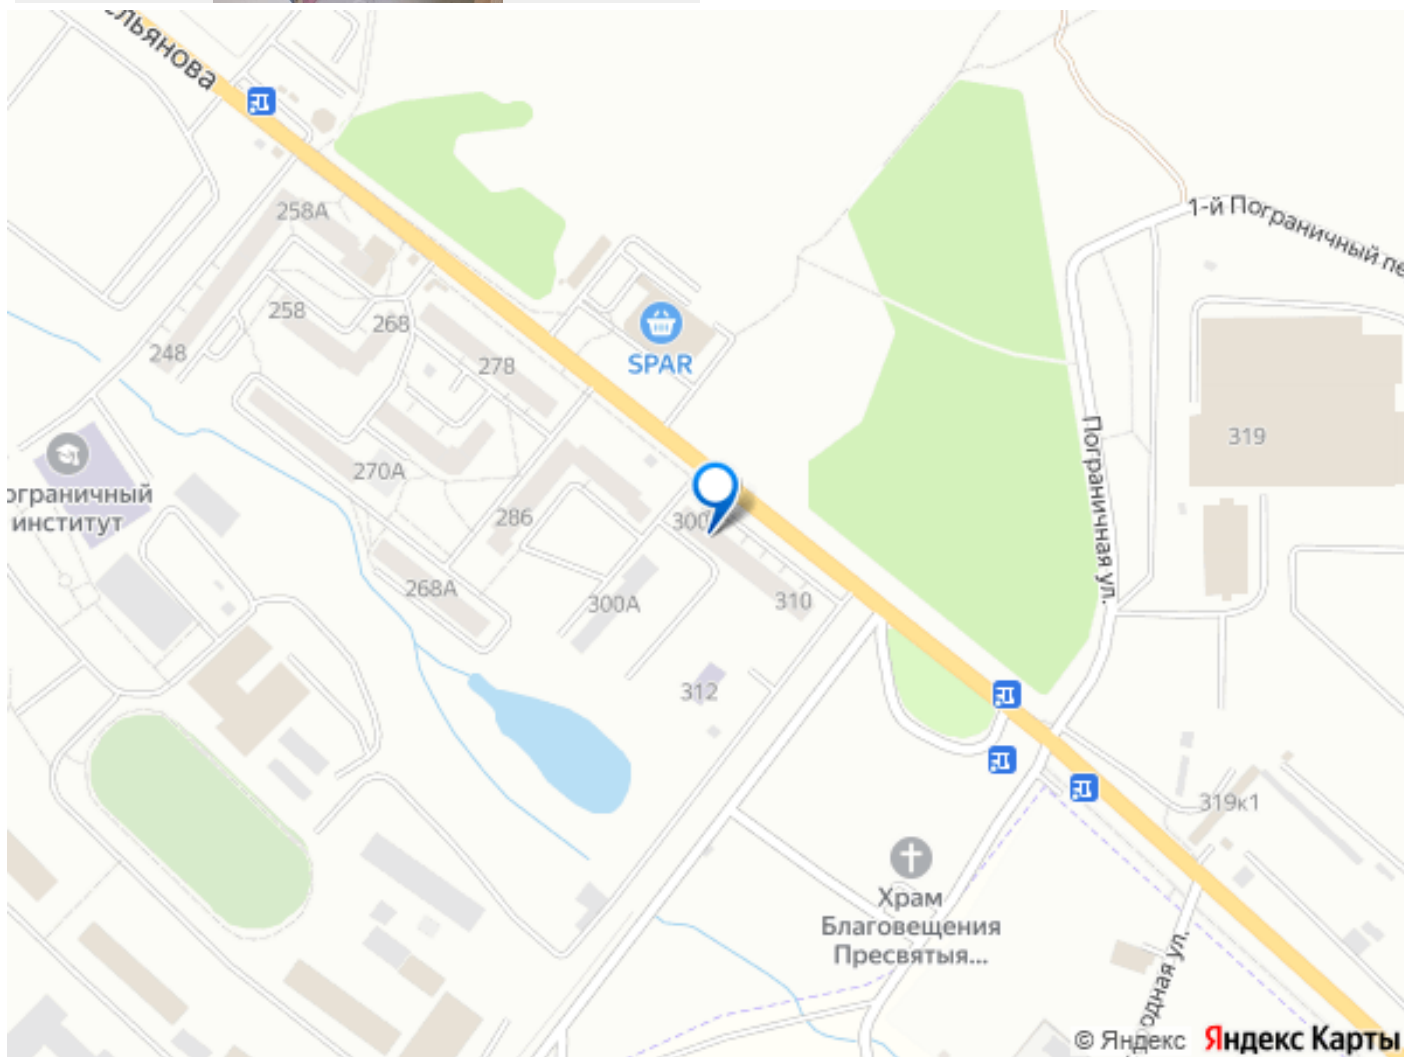 льянова
258А
258
268
248
278
SPAR
1-й Пограничный пе
319
Пограничная ул.
270А
ограничный
институт
286
300
268А
300А
310
312
319к1
Храм
Благовещения
Пресвятыя...
одная ул.
© Яндекс Яндекс Карты